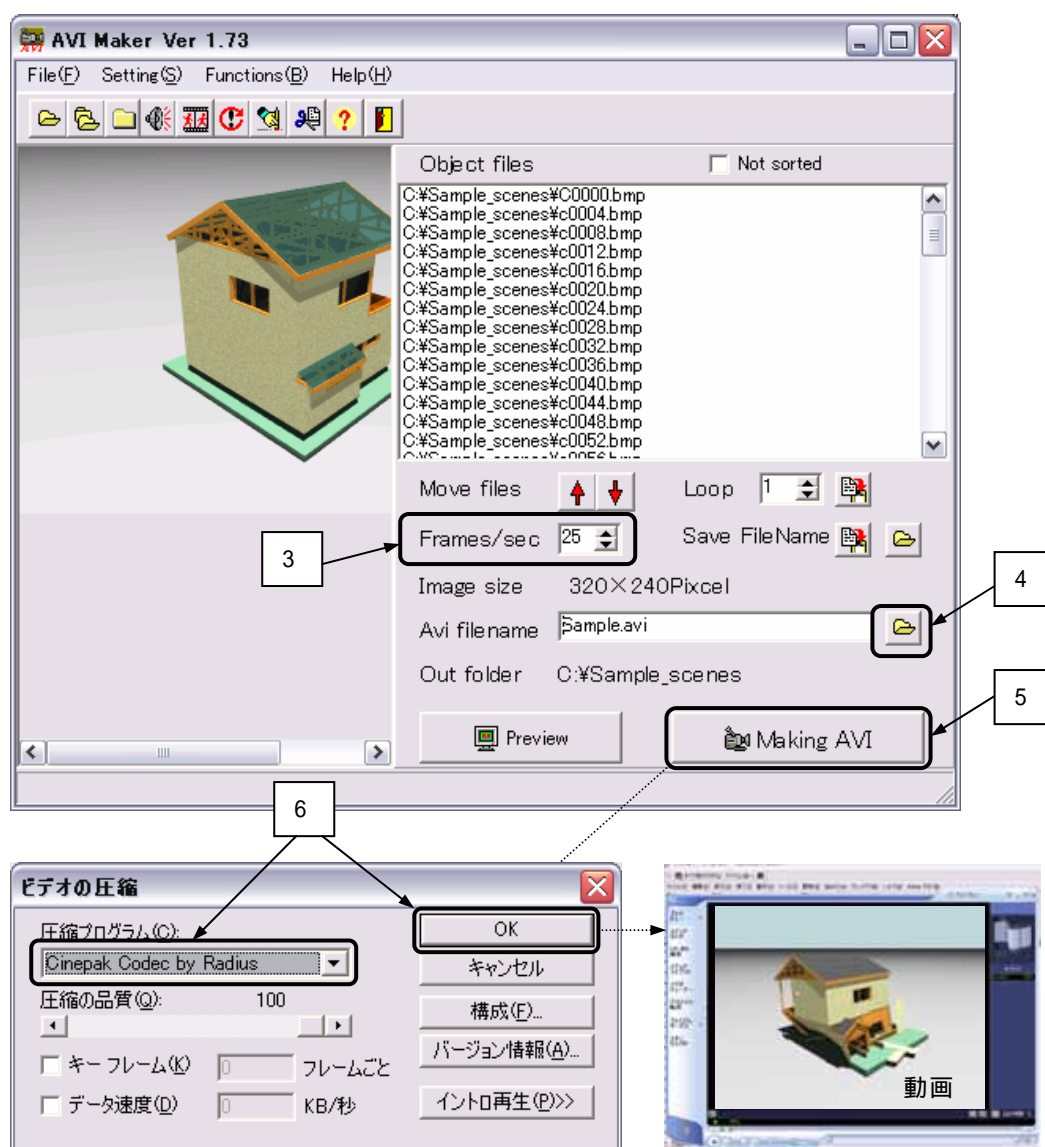 AVI Maker Ver 1.73
File(F) Setting(S) Functions(B) Help(H)
Object files
Not sorted
C:¥Sample_scenes¥C0000.bmp
C:¥Sample_scenes¥c0004.bmp
C:¥Sample_scenes¥c0008.bmp
C:¥Sample_scenes¥c0012.bmp
C:¥Sample_scenes¥c0016.bmp
C:¥Sample_scenes¥c0020.bmp
C:¥Sample_scenes¥c0024.bmp
C:¥Sample_scenes¥c0028.bmp
C:¥Sample_scenes¥c0032.bmp
C:¥Sample_scenes¥c0036.bmp
C:¥Sample_scenes¥c0040.bmp
C:¥Sample_scenes¥c0044.bmp
C:¥Sample_scenes¥c0048.bmp
C:¥Sample_scenes¥c0052.bmp
C:¥Sample_scenes¥c0056.bmp
Move files
Loop 1
3
Frames/sec 25
Save FileName
Image size 320×240Pixcel
4
Avi filename Sample.avi
Out folder C:¥Sample_scenes
5
Preview
Making AVI
6
ビデオの圧縮
圧縮プログラム(C):
Cinepak Codec by Radius
圧縮の品質(Q): 100
キー フレーム(K) 0 フレームごと
データ速度(D) 0 KB/秒
OK
キャンセル
構成(F)...
バージョン情報(A)...
イントロ再生(P)>>
動画